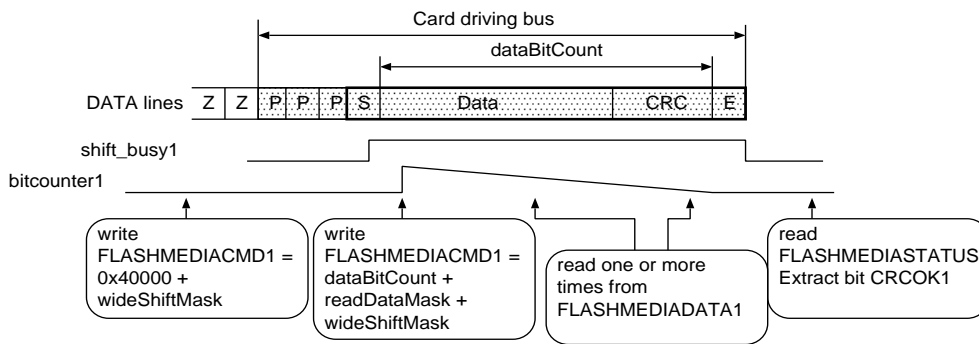 Card driving bus
dataBitCount
DATA lines Z Z P P P S Data CRC E
shift_busy1
bitcounter1
write
FLASHMEDIACMD1 =
0x40000 +
wideShiftMask
write
FLASHMEDIACMD1 =
dataBitCount +
readDataMask +
wideShiftMask
read one or more
times from
FLASHMEDIADATA1
read
FLASHMEDIASTATUS
Extract bit CRCOK1